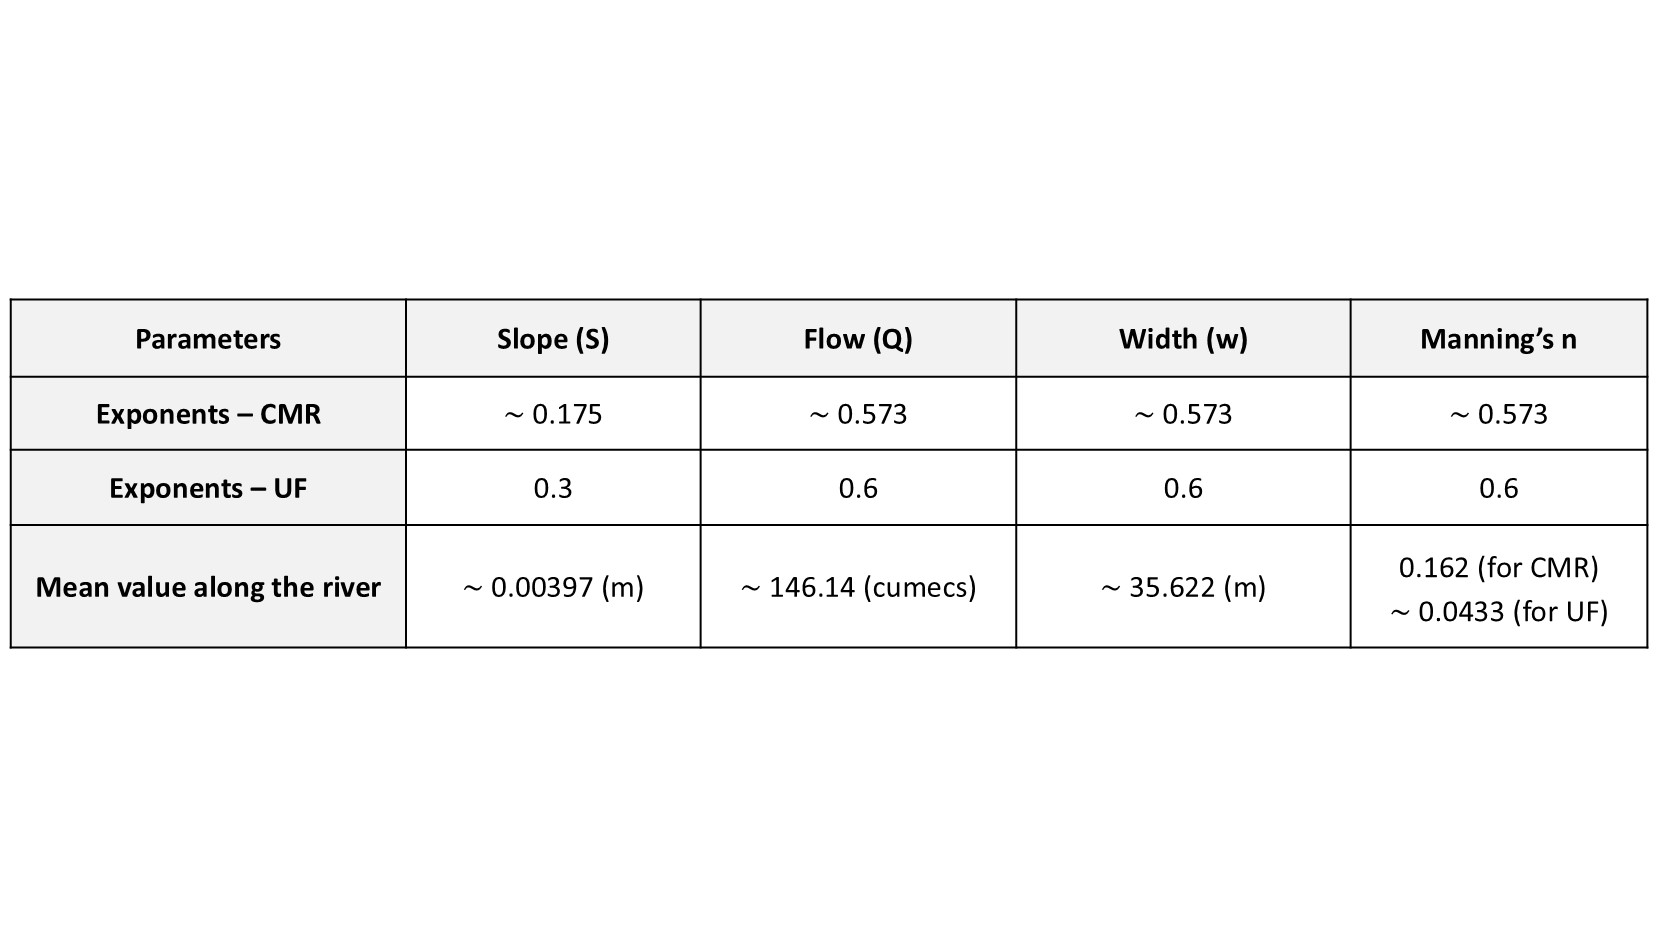 Parameters Slope (S) Flow (Q) Width (w) Manning’s n
Exponents – CMR ~ 0.175 ~ 0.573 ~ 0.573 ~ 0.573
Exponents – UF 0.3 0.6 0.6 0.6
Mean value along the river ~ 0.00397 (m) ~ 146.14 (cumecs) ~ 35.622 (m) 0.162 (for CMR)
~ 0.0433 (for UF)